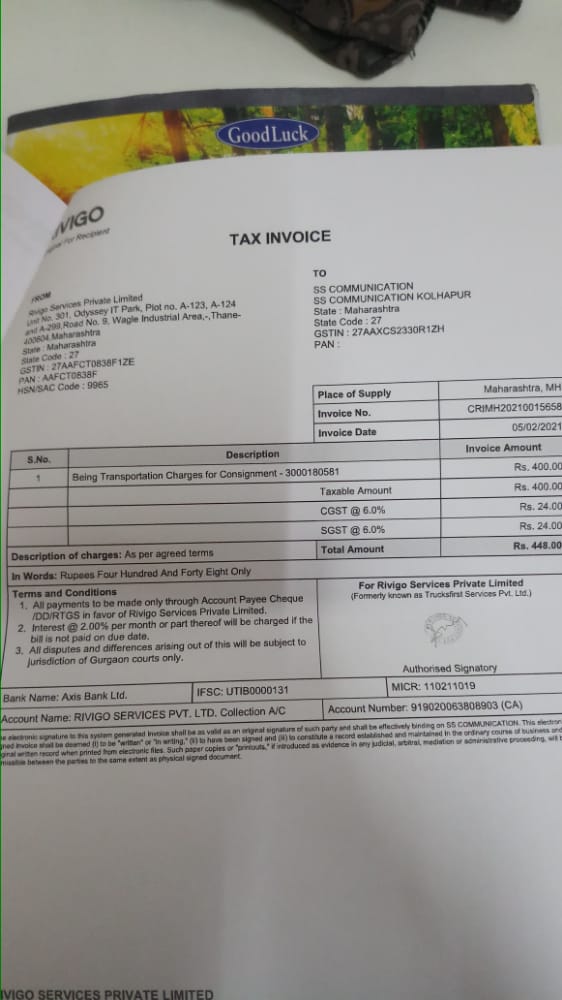 GoodLuck
IVIGO
For Recipient
TAX INVOICE
FROM
Rivigo Services Private Limited
Unit No. 301, Odyssey IT Park, Plot no. A-123, A-124
and A-299,Road No. 9, Wagle Industrial Area,-,Thane-
400604,Maharashtra
State : Maharashtra
State Code : 27
GSTIN : 27AAFCT0838F1ZE
PAN : AAFCT0838F
HSN/SAC Code : 9965
TO
SS COMMUNICATION
SS COMMUNICATION KOLHAPUR
State : Maharashtra
State Code : 27
GSTIN : 27AAXCS2330R1ZH
PAN :
Place of Supply Maharashtra, MH
Invoice No. CRIMH20210015658
Invoice Date 05/02/2021
S.No. Description Invoice Amount
1 Being Transportation Charges for Consignment - 3000180581 Rs. 400.00
Taxable Amount Rs. 400.00
CGST @ 6.0% Rs. 24.00
SGST @ 6.0% Rs. 24.00
Description of charges: As per agreed terms Total Amount Rs. 448.00
In Words: Rupees Four Hundred And Forty Eight Only
Terms and Conditions
1. All payments to be made only through Account Payee Cheque
/DD/RTGS in favor of Rivigo Services Private Limited.
2. Interest @ 2.00% per month or part thereof will be charged if the
bill is not paid on due date.
3. All disputes and differences arising out of this will be subject to
jurisdiction of Gurgaon courts only.
For Rivigo Services Private Limited
(Formerly known as Trucksfirst Services Pvt. Ltd.)
Authorised Signatory
Bank Name: Axis Bank Ltd. IFSC: UTIB0000131 MICR: 110211019
Account Name: RIVIGO SERVICES PVT. LTD. Collection A/C Account Number: 919020063808903 (CA)
electronic signature to this system generated Invoice shall be as valid as an original signature of such party and shall be effectively binding on SS COMMUNICATION. This electron
invoice shall be deemed (i) to be "written" or "in writing," (ii) to have been signed and (iii) to constitute a record established and maintained in the ordinary course of business and
written record when printed from electronic files. Such paper copies or "printouts," if introduced as evidence in any judicial, arbitral, mediation or administrative proceeding, will b
between the parties to the same extent as physical signed document.
IVIGO SERVICES PRIVATE LIMITED